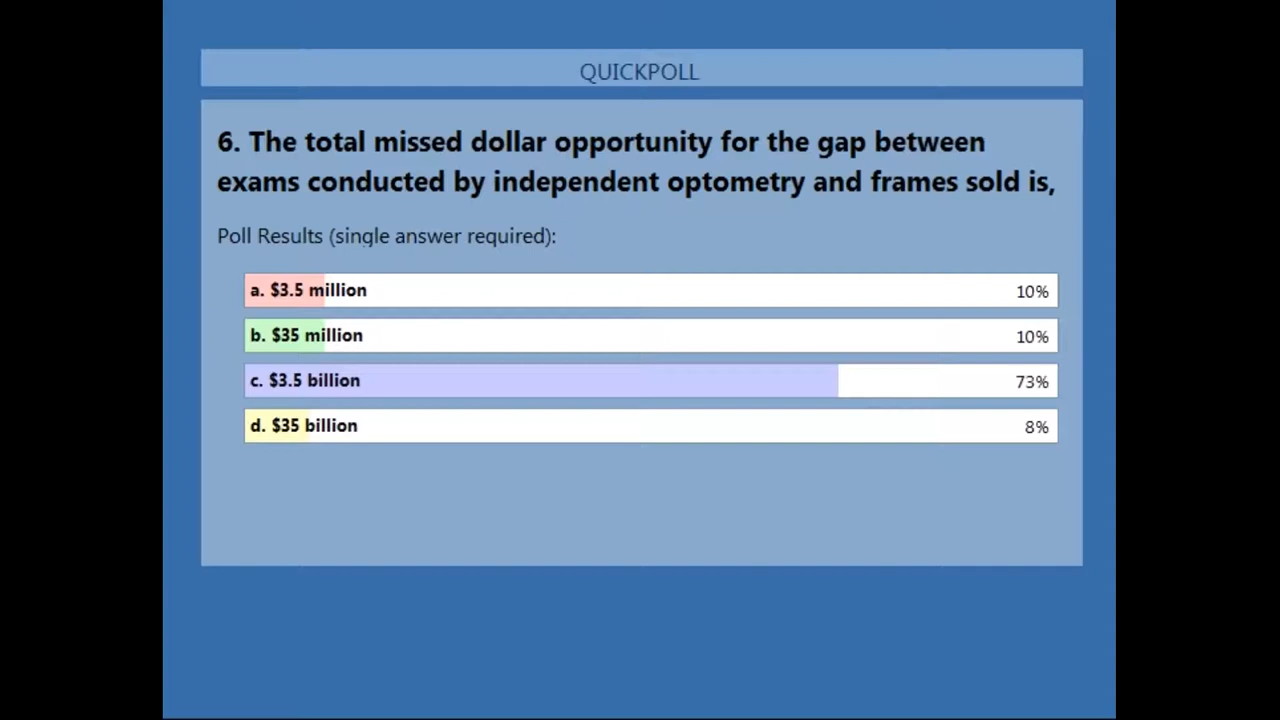 QUICKPOLL
6. The total missed dollar opportunity for the gap between
exams conducted by independent optometry and frames sold is,
Poll Results (single answer required):
a. $3.5 million 10%
b. $35 million 10%
c. $3.5 billion 73%
d. $35 billion 8%